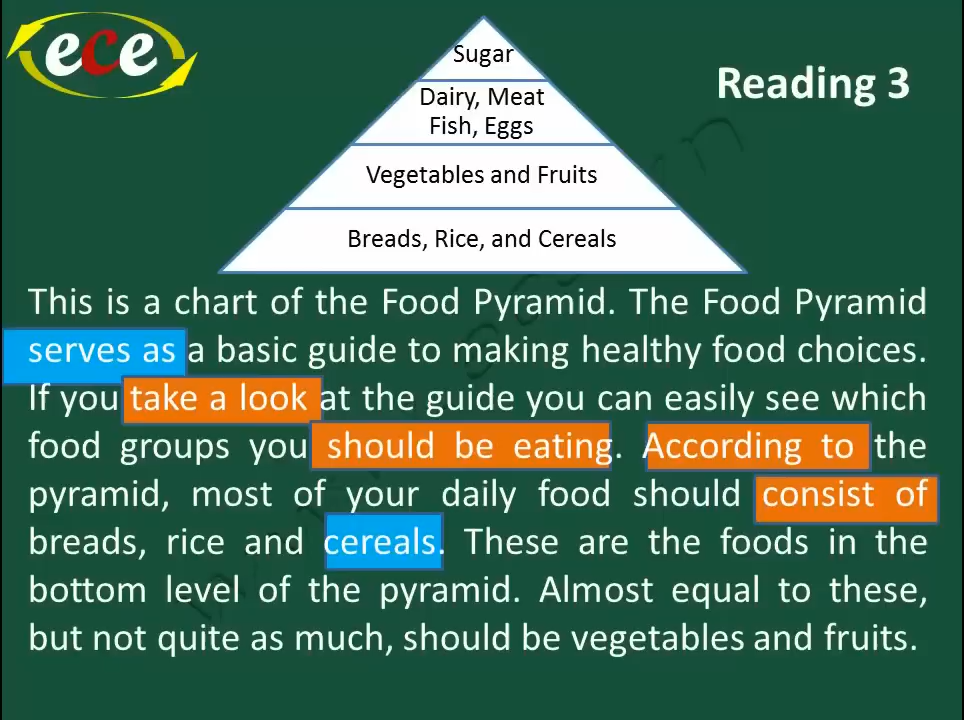 ece
Reading 3
Sugar
Dairy, Meat
Fish, Eggs
Vegetables and Fruits
Breads, Rice, and Cereals
This is a chart of the Food Pyramid. The Food Pyramid
serves as a basic guide to making healthy food choices.
If you take a look at the guide you can easily see which
food groups you should be eating. According to the
pyramid, most of your daily food should consist of
breads, rice and cereals. These are the foods in the
bottom level of the pyramid. Almost equal to these,
but not quite as much, should be vegetables and fruits.